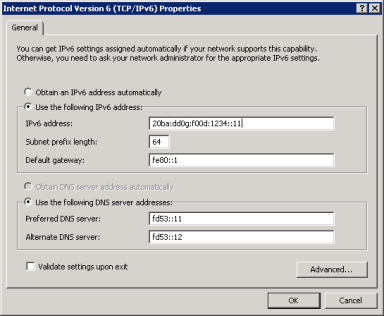 Internet Protocol Version 6 (TCP/IPv6) Properties
General
You can get IPv6 settings assigned automatically if your network supports this capability.
Otherwise, you need to ask your network administrator for the appropriate IPv6 settings.
Obtain an IPv6 address automatically
Use the following IPv6 address:
IPv6 address: 20ba:dd0g:f00d:1234::11
Subnet prefix length: 64
Default gateway: fe80::1
Obtain DNS server address automatically
Use the following DNS server addresses:
Preferred DNS server: fd53::11
Alternate DNS server: fd53::12
Validate settings upon exit
Advanced...
OK Cancel